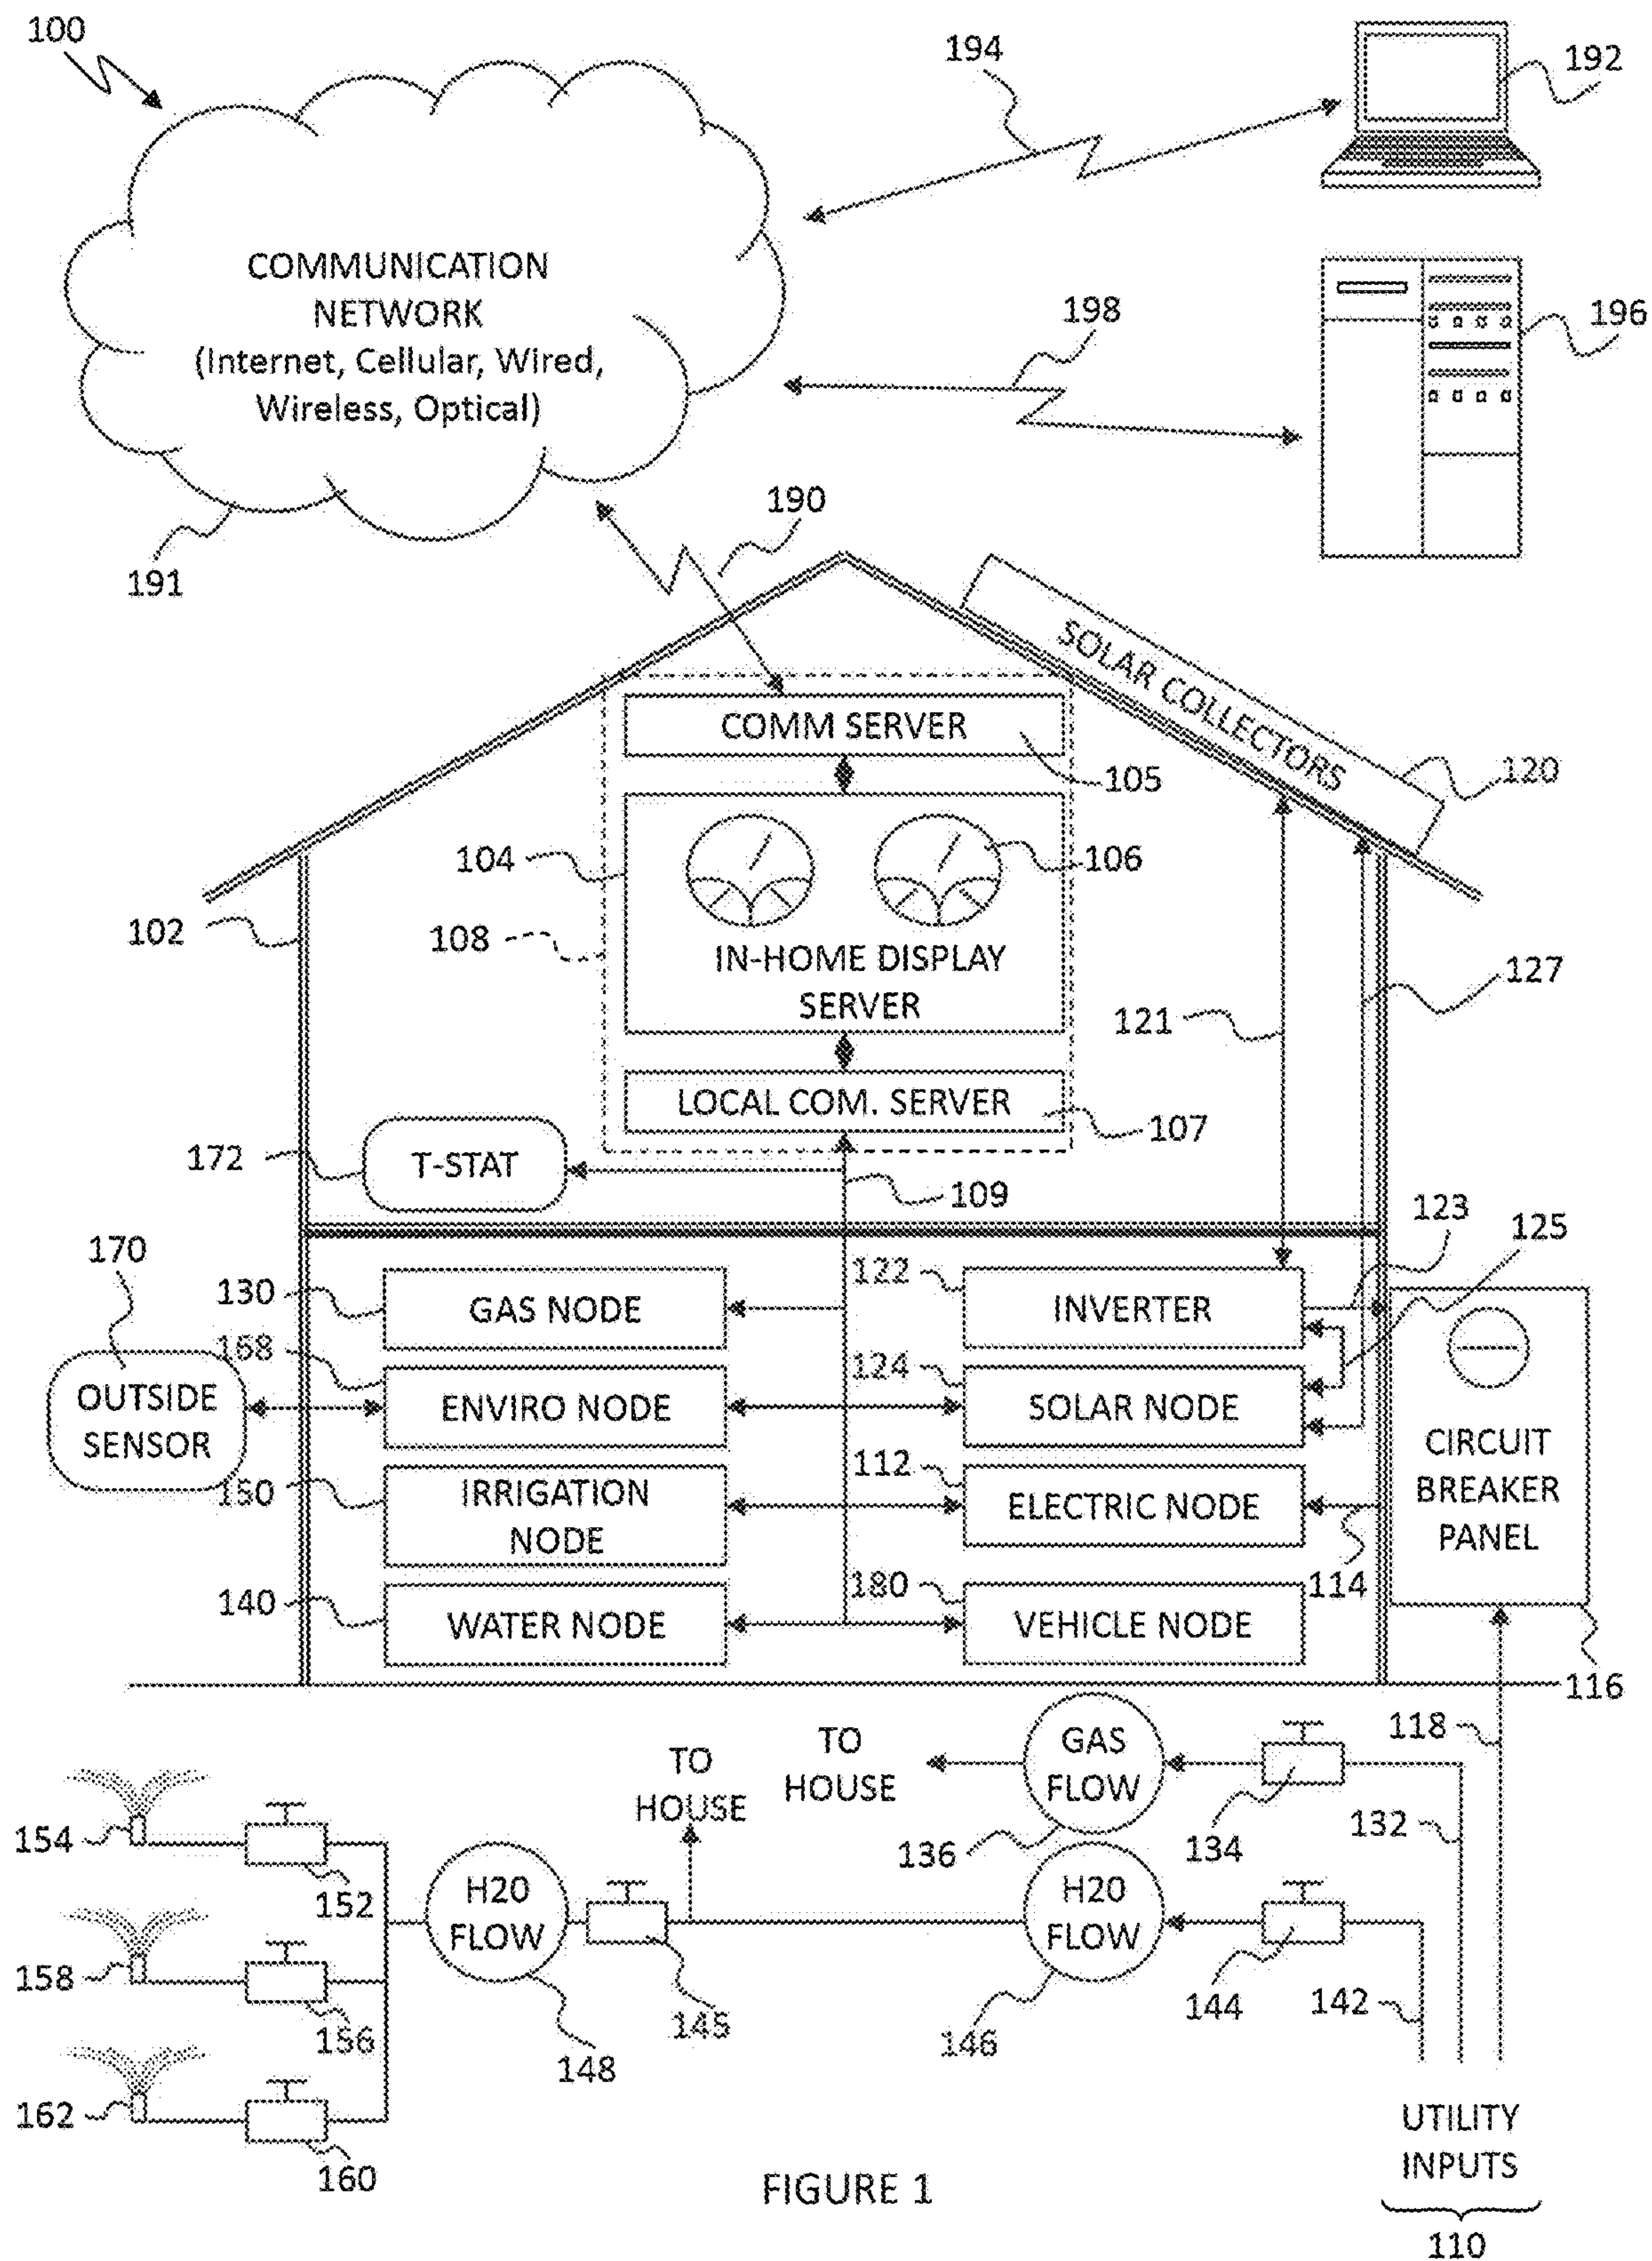 100
194
192
COMMUNICATION
NETWORK
(Internet, Cellular, Wired,
Wireless, Optical)
198
196
190
191
SOLAR COLLECTORS
COMM SERVER
105
120
104
106
102
108
IN-HOME DISPLAY
SERVER
127
121
LOCAL COM. SERVER
107
172
T-STAT
109
123
125
170
130
GAS NODE
122
INVERTER
168
124
OUTSIDE
SENSOR
ENVIRO NODE
SOLAR NODE
CIRCUIT
BREAKER
PANEL
150
IRRIGATION
NODE
112
ELECTRIC NODE
114
140
WATER NODE
180
VEHICLE NODE
116
118
TO
HOUSE
TO
HOUSE
GAS
FLOW
134
132
136
154
152
H20
FLOW
H20
FLOW
158
156
145
148
146
144
142
162
160
UTILITY
INPUTS
110
FIGURE 1